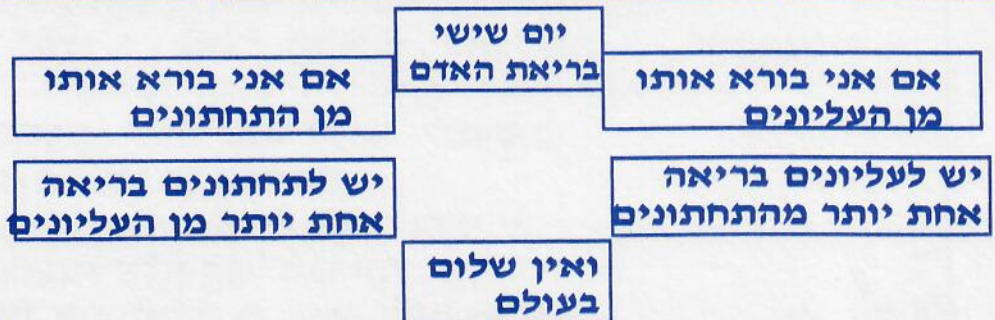 יום שישי
בריאת האדם
אם אני בורא אותו
מן העליונים
אם אני בורא אותו
מן התחתונים
יש לעליונים בריאה
אחת יותר מהתחתונים
יש לתחתונים בריאה
אחת יותר מן העליונים
ואין שלום
בעולם